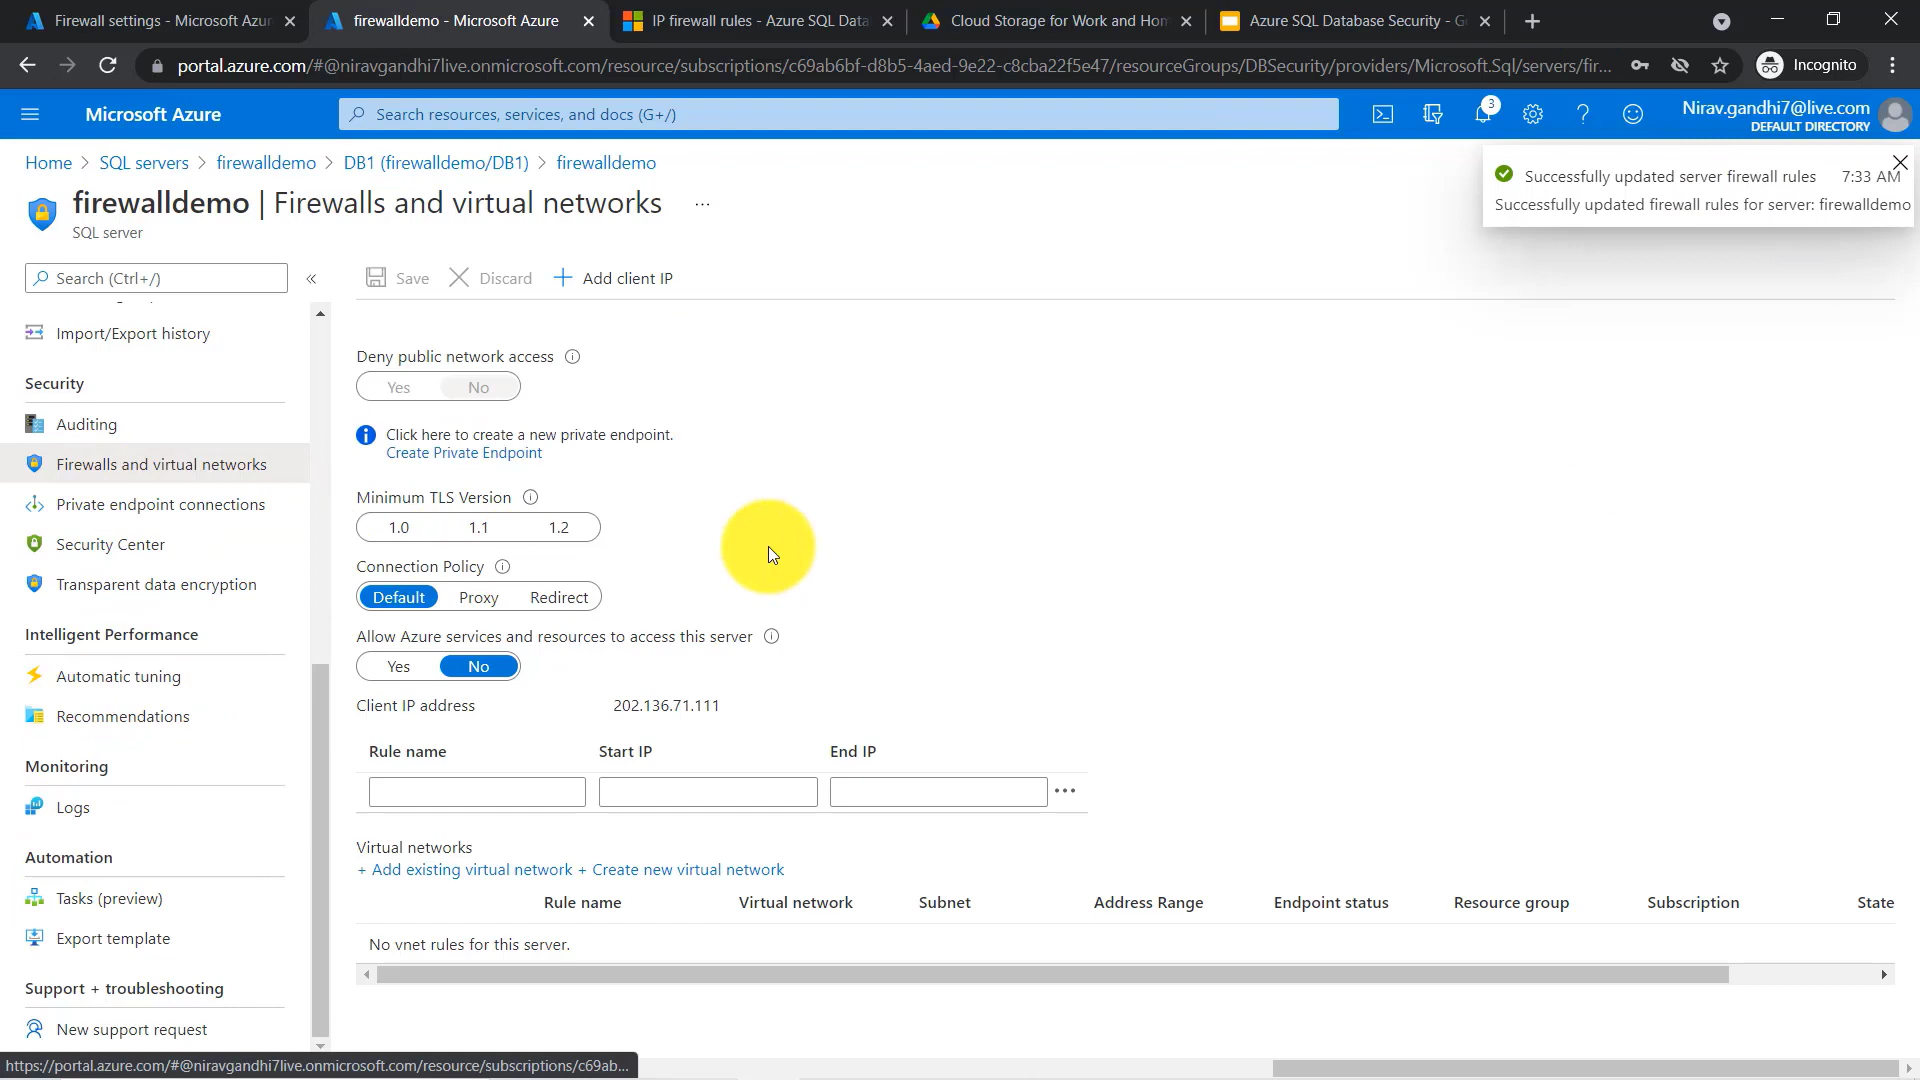 Firewall settings - Microsoft Azur
firewalldemo - Microsoft Azure
IP firewall rules - Azure SQL Data
Cloud Storage for Work and Hom
Azure SQL Database Security - G
portal.azure.com/#@niravgandhi7live.onmicrosoft.com/resource/subscriptions/c69ab6bf-d8b5-4aed-9e22-c8cba22f5e47/resourceGroups/DBSecurity/providers/Microsoft.Sql/servers/fir...
Incognito
Microsoft Azure
Search resources, services, and docs (G+/)
3
Nirav.gandhi7@live.com
DEFAULT DIRECTORY
Home > SQL servers > firewalldemo > DB1 (firewalldemo/DB1) > firewalldemo
firewalldemo | Firewalls and virtual networks ...
SQL server
Successfully updated server firewall rules 7:33 AM
Successfully updated firewall rules for server: firewalldemo
Search (Ctrl+/)
«
Save
Discard
Add client IP
Import/Export history
Security
Auditing
Firewalls and virtual networks
Private endpoint connections
Security Center
Transparent data encryption
Intelligent Performance
Automatic tuning
Recommendations
Monitoring
Logs
Automation
Tasks (preview)
Export template
Support + troubleshooting
New support request
Deny public network access
Yes No
Click here to create a new private endpoint.
Create Private Endpoint
Minimum TLS Version
1.0 1.1 1.2
Connection Policy
Default Proxy Redirect
Allow Azure services and resources to access this server
Yes No
Client IP address 202.136.71.111
Rule name Start IP End IP
Virtual networks
+ Add existing virtual network + Create new virtual network
Rule name Virtual network Subnet Address Range Endpoint status Resource group Subscription State
No vnet rules for this server.
https://portal.azure.com/#@niravgandhi7live.onmicrosoft.com/resource/subscriptions/c69ab...